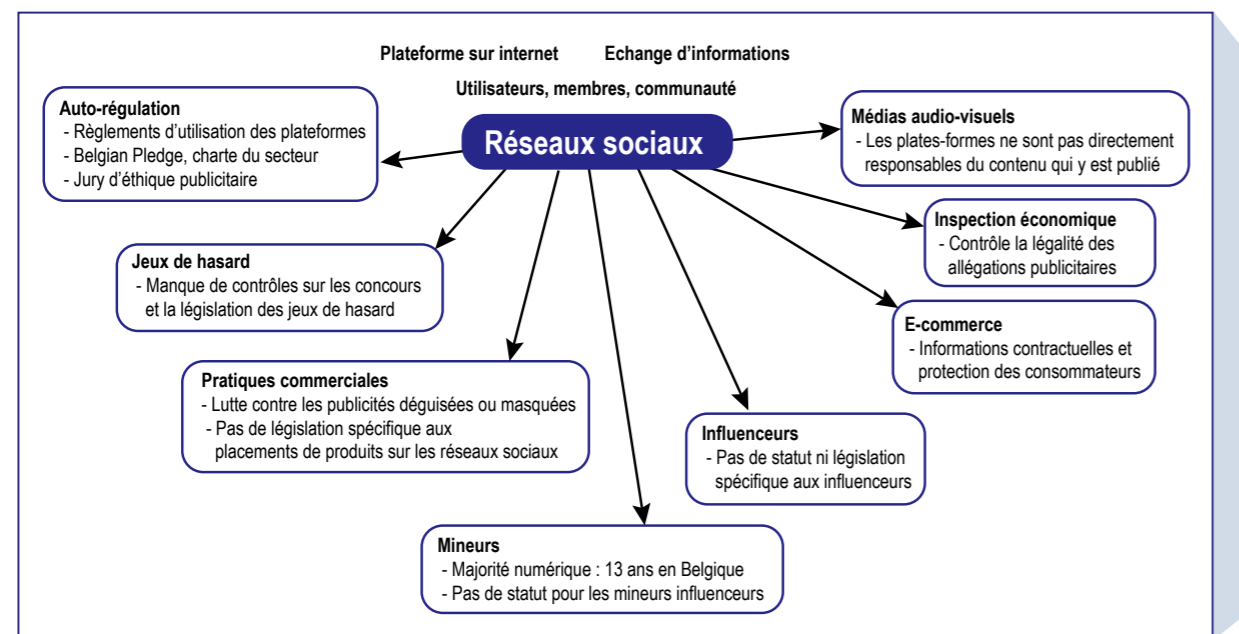 Plateforme sur internet Echange d'informations
Utilisateurs, membres, communauté
Réseaux sociaux
Auto-régulation
- Règlements d'utilisation des plateformes
- Belgian Pledge, charte du secteur
- Jury d'éthique publicitaire
Médias audio-visuels
- Les plates-formes ne sont pas directement
responsables du contenu qui y est publié
Inspection économique
- Contrôle la légalité des
allégations publicitaires
Jeux de hasard
- Manque de contrôles sur les concours
et la législation des jeux de hasard
E-commerce
- Informations contractuelles et
protection des consommateurs
Pratiques commerciales
- Lutte contre les publicités déguisées ou masquées
- Pas de législation spécifique aux
placements de produits sur les réseaux sociaux
Influenceurs
- Pas de statut ni législation
spécifique aux influenceurs
Mineurs
- Majorité numérique : 13 ans en Belgique
- Pas de statut pour les mineurs influenceurs